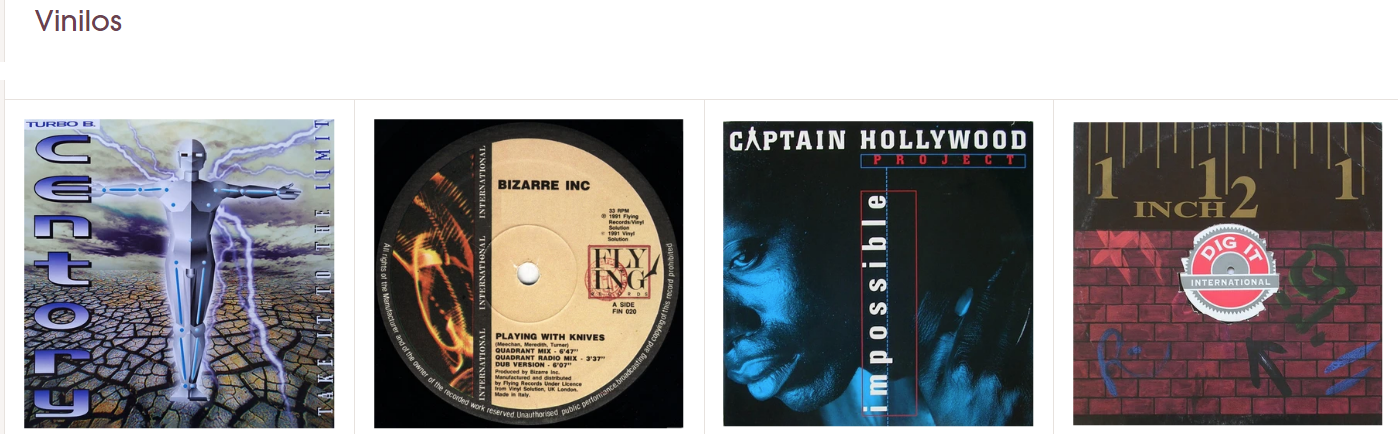 Vinilos
TURBO B.
centory
TAKE IT TO THE LIMIT
INTERNATIONAL
INTERNATIONAL
INTERNATIONAL
BIZARRE INC
33 RPM
℗ 1991 Flying
Records/Vinyl
Solution
© 1991 Vinyl
Solution
FLY
ING
RECORDS
A SIDE
FIN 020
PLAYING WITH KNIVES
(Meechan, Meredith, Turner)
QUADRANT MIX - 6'47"
QUADRANT RADIO MIX - 3'37"
DUB VERSION - 6'07"
Produced by Bizarre Inc.
Manufactured and distributed
by Flying Records Under Licence
from Vinyl Solution, UK London.
Made in Italy.
All rights of the Manufacturer and of the owner of the recorded work reserved. Unauthorised public performance, broadcasting and copying of this record prohibited
CAPTAIN HOLLYWOOD
PROJECT
impossible
1 1 1
INCH 2
DIG IT
INTERNATIONAL